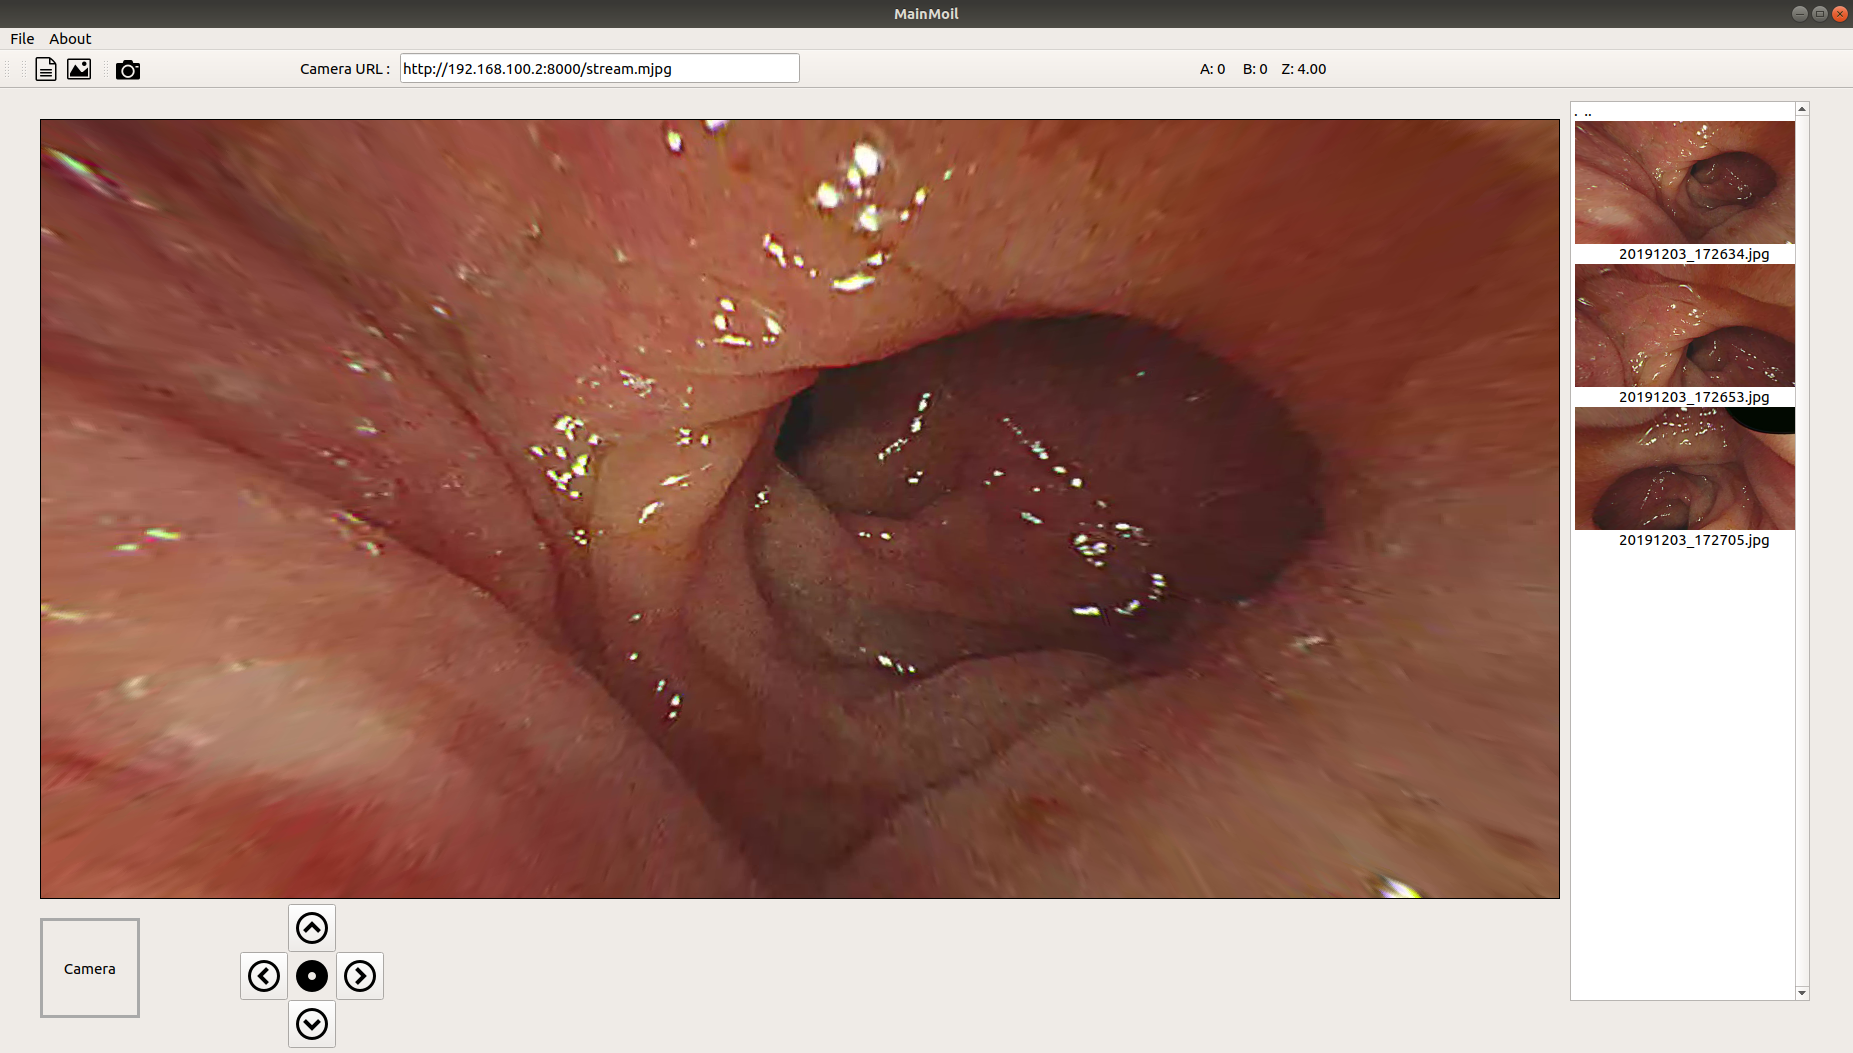 MainMoil
File About
Camera URL : http://192.168.100.2:8000/stream.mjpg A: 0 B: 0 Z: 4.00
. ..
20191203_172634.jpg
20191203_172653.jpg
20191203_172705.jpg
Camera